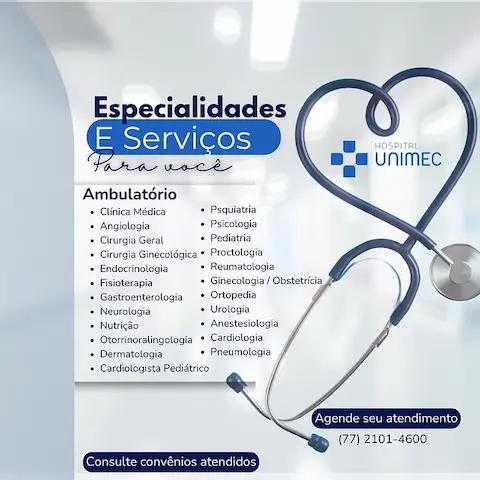 Especialidades
E Serviços
Para você
HOSPITAL
UNIMEC
Ambulatório
• Clínica Médica
• Angiologia
• Cirurgia Geral
• Cirurgia Ginecológica
• Endocrinologia
• Fisioterapia
• Gastroenterologia
• Neurologia
• Nutrição
• Otorrinoralingologia
• Dermatologia
• Cardiologista Pediátrico
• Psquiatria
• Psicologia
• Pediatria
• Proctologia
• Reumatologia
• Ginecologia / Obstetrícia
• Ortopedia
• Urologia
• Anestesiologia
• Cardiologia
• Pneumologia
Agende seu atendimento
(77) 2101-4600
Consulte convênios atendidos